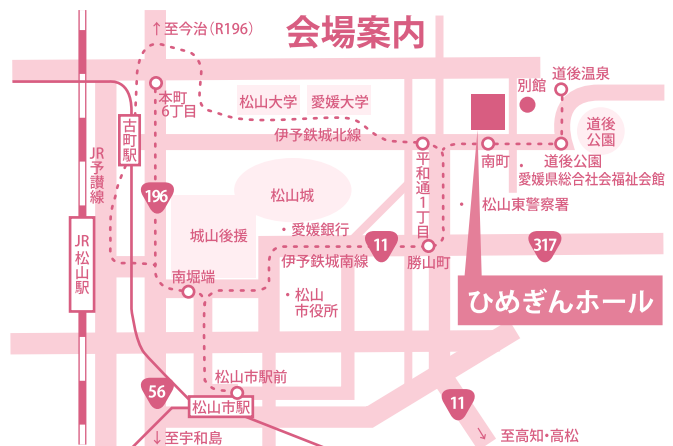 ↑至今治（R196）
会場案内
別館
道後温泉
本町
6丁目
松山大学
愛媛大学
伊予鉄城北線
道後
公園
古町駅
JR予讃線
平和通1丁目
南町
道後公園
・愛媛県総合社会福祉会館
196
松山城
・松山東警察署
城山後援
・愛媛銀行
11
317
伊予鉄城南線
勝山町
JR松山駅
南堀端
・松山
市役所
ひめぎんホール
松山市駅前
56
松山市駅
11
↓至宇和島
↘至高知・高松